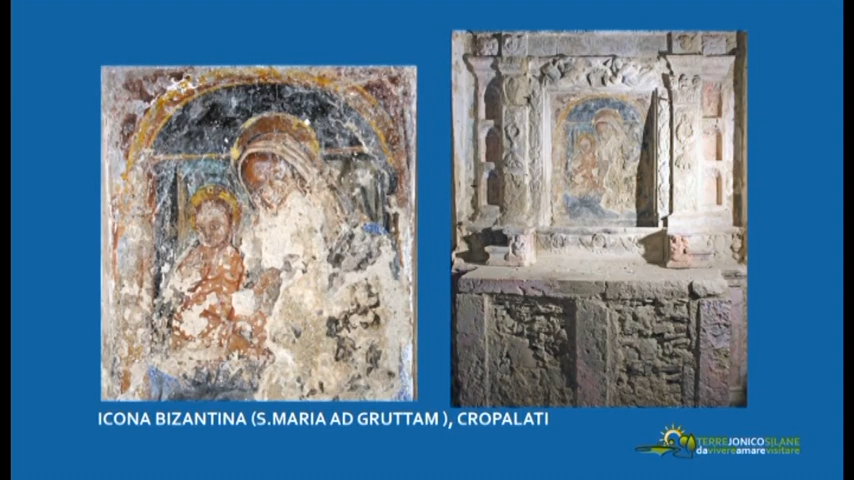 ICONA BIZANTINA (S.MARIA AD GRUTTAM ), CROPALATI
TERREJONICOSILANE
davivereamarevisitare